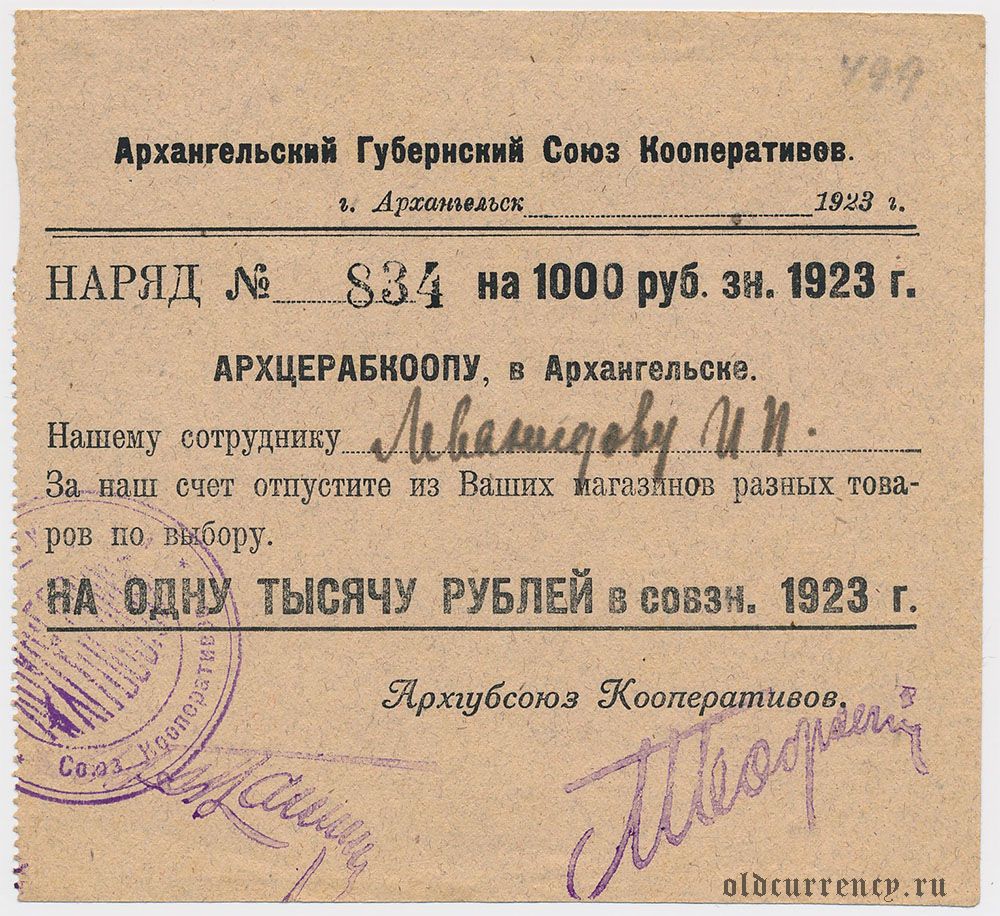 499
Архангельский Губернский Союз Кооперативов.
г. Архангельск 1923 г.
НАРЯД № 834 на 1000 руб. зн. 1923 г.
АРХЦЕРАБКООПУ, в Архангельске.
Нашему сотруднику И П.
За наш счет отпустите из Ваших магазинов разных това-
ров по выбору.
НА ОДНУ ТЫСЯЧУ РУБЛЕЙ в совзн. 1923 г.
Архгубсоюз Кооперативов.
Союз Кооператив
oldcurrency.ru